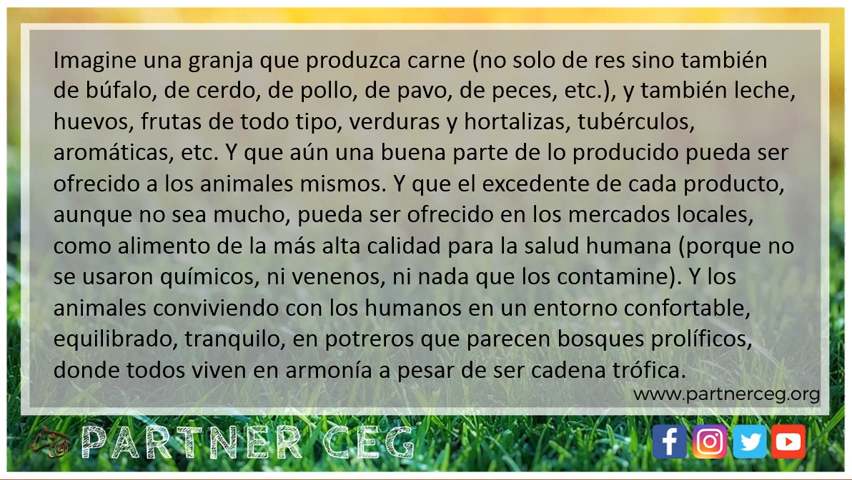 Imagine una granja que produzca carne (no solo de res sino también
de búfalo, de cerdo, de pollo, de pavo, de peces, etc.), y también leche,
huevos, frutas de todo tipo, verduras y hortalizas, tubérculos,
aromáticas, etc. Y que aún una buena parte de lo producido pueda ser
ofrecido a los animales mismos. Y que el excedente de cada producto,
aunque no sea mucho, pueda ser ofrecido en los mercados locales,
como alimento de la más alta calidad para la salud humana (porque no
se usaron químicos, ni venenos, ni nada que los contamine). Y los
animales conviviendo con los humanos en un entorno confortable,
equilibrado, tranquilo, en potreros que parecen bosques prolíficos,
donde todos viven en armonía a pesar de ser cadena trófica.
www.partnerceg.org
PARTNER CEG